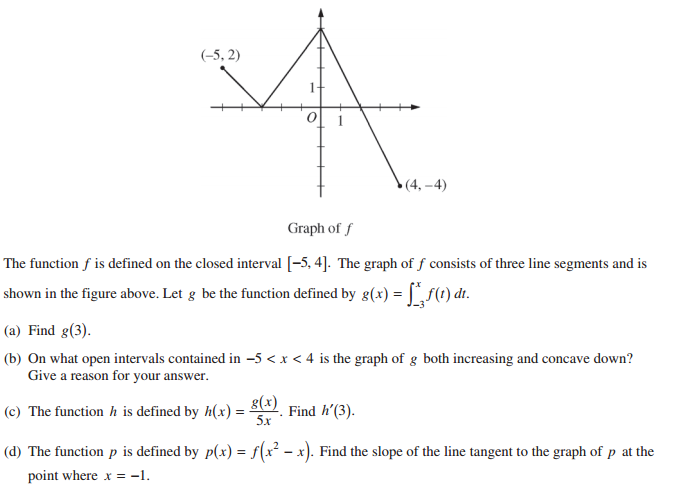 (−5, 2)
1
O 1
(4, −4)
Graph of f
The function f is defined on the closed interval [−5, 4]. The graph of f consists of three line segments and is
shown in the figure above. Let g be the function defined by g(x) = ∫₋₃ˣ f(t) dt.
(a) Find g(3).
(b) On what open intervals contained in −5 < x < 4 is the graph of g both increasing and concave down?
Give a reason for your answer.
(c) The function h is defined by h(x) = g(x)/5x. Find h′(3).
(d) The function p is defined by p(x) = f(x² − x). Find the slope of the line tangent to the graph of p at the
point where x = −1.